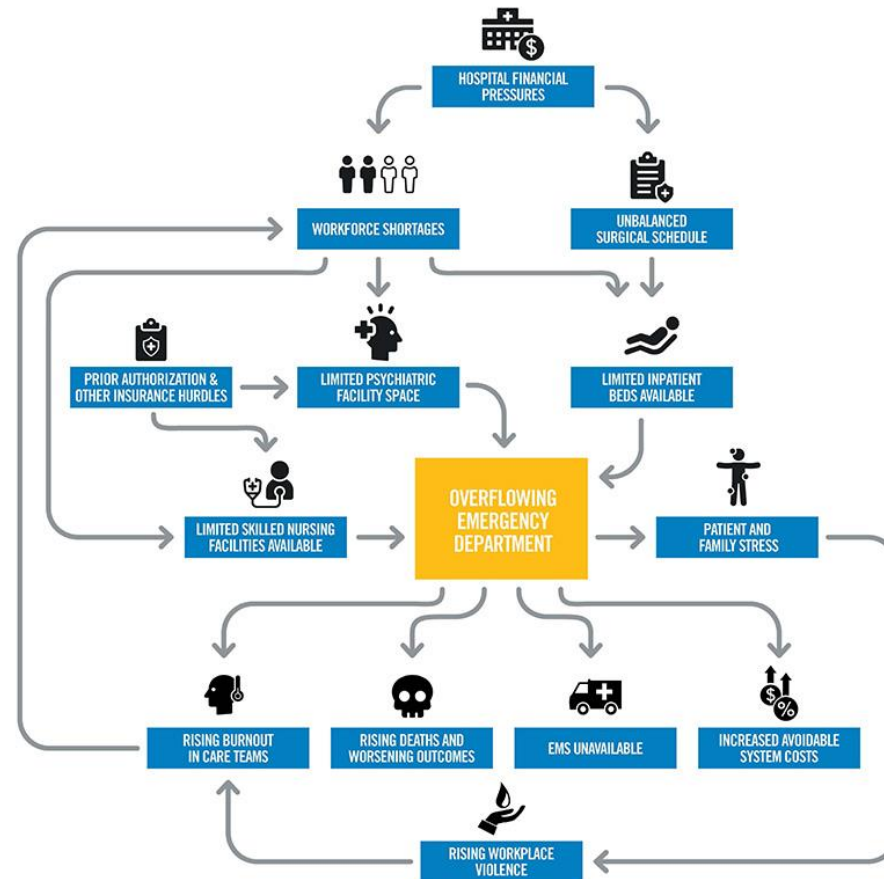 $
HOSPITAL FINANCIAL
PRESSURES
WORKFORCE SHORTAGES
UNBALANCED
SURGICAL SCHEDULE
PRIOR AUTHORIZATION &
OTHER INSURANCE HURDLES
LIMITED PSYCHIATRIC
FACILITY SPACE
LIMITED INPATIENT
BEDS AVAILABLE
LIMITED SKILLED NURSING
FACILITIES AVAILABLE
OVERFLOWING
EMERGENCY
DEPARTMENT
PATIENT AND
FAMILY STRESS
RISING BURNOUT
IN CARE TEAMS
RISING DEATHS AND
WORSENING OUTCOMES
EMS UNAVAILABLE
$
%
INCREASED AVOIDABLE
SYSTEM COSTS
RISING WORKPLACE
VIOLENCE